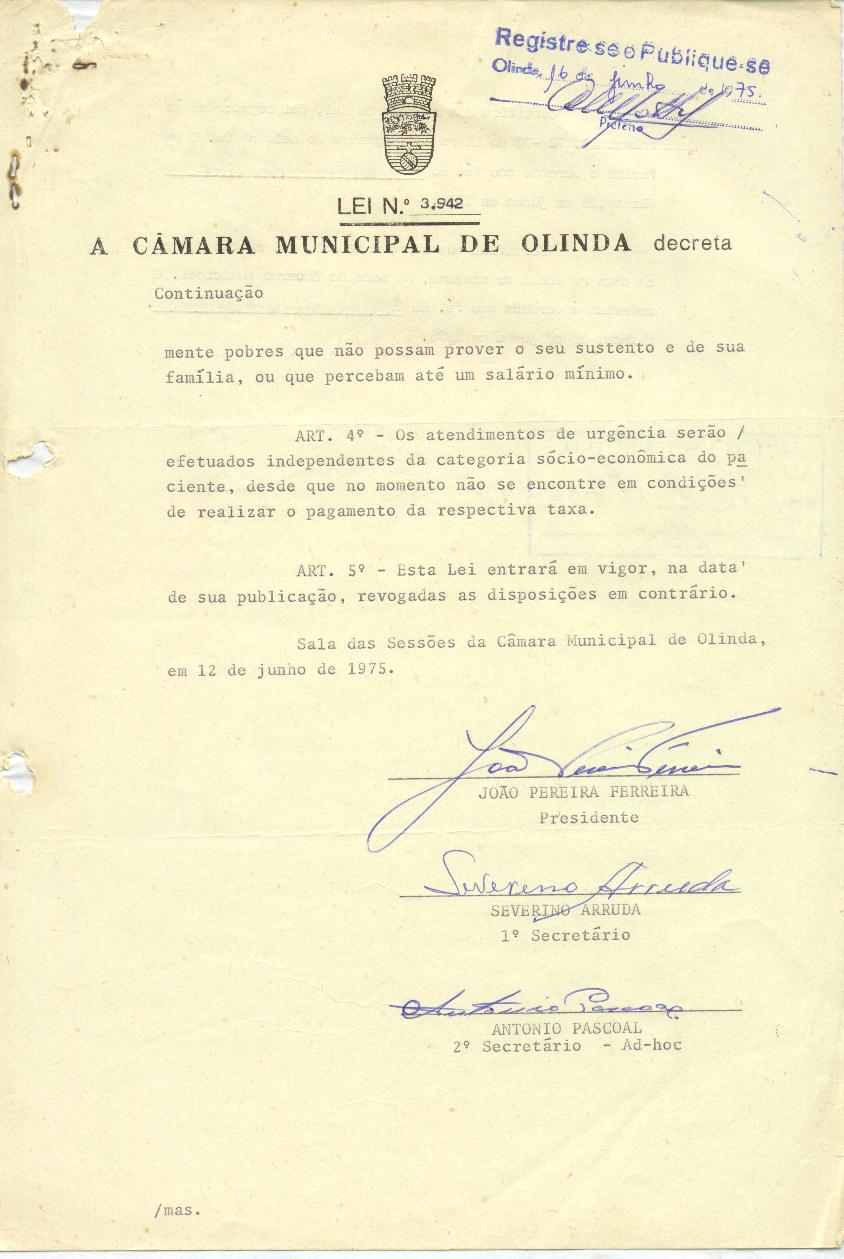 Registre-se e Publique-se
Olinda, 16 de junho de 1975.
Prefeito
LEI N.º 3.942
A CÂMARA MUNICIPAL DE OLINDA decreta
Continuação
mente pobres que não possam prover o seu sustento e de sua
família, ou que percebam até um salário mínimo.
ART. 4º - Os atendimentos de urgência serão /
efetuados independentes da categoria sócio-econômica do pa
ciente, desde que no momento não se encontre em condições'
de realizar o pagamento da respectiva taxa.
ART. 5º - Esta Lei entrará em vigor, na data'
de sua publicação, revogadas as disposições em contrário.
Sala das Sessões da Câmara Municipal de Olinda,
em 12 de junho de 1975.
João Pereira Ferreira
JOÃO PEREIRA FERREIRA
Presidente
Severino Arruda
SEVERINO ARRUDA
1º Secretário
Antonio Pascoal
ANTONIO PASCOAL
2º Secretário - Ad-hoc
/mas.